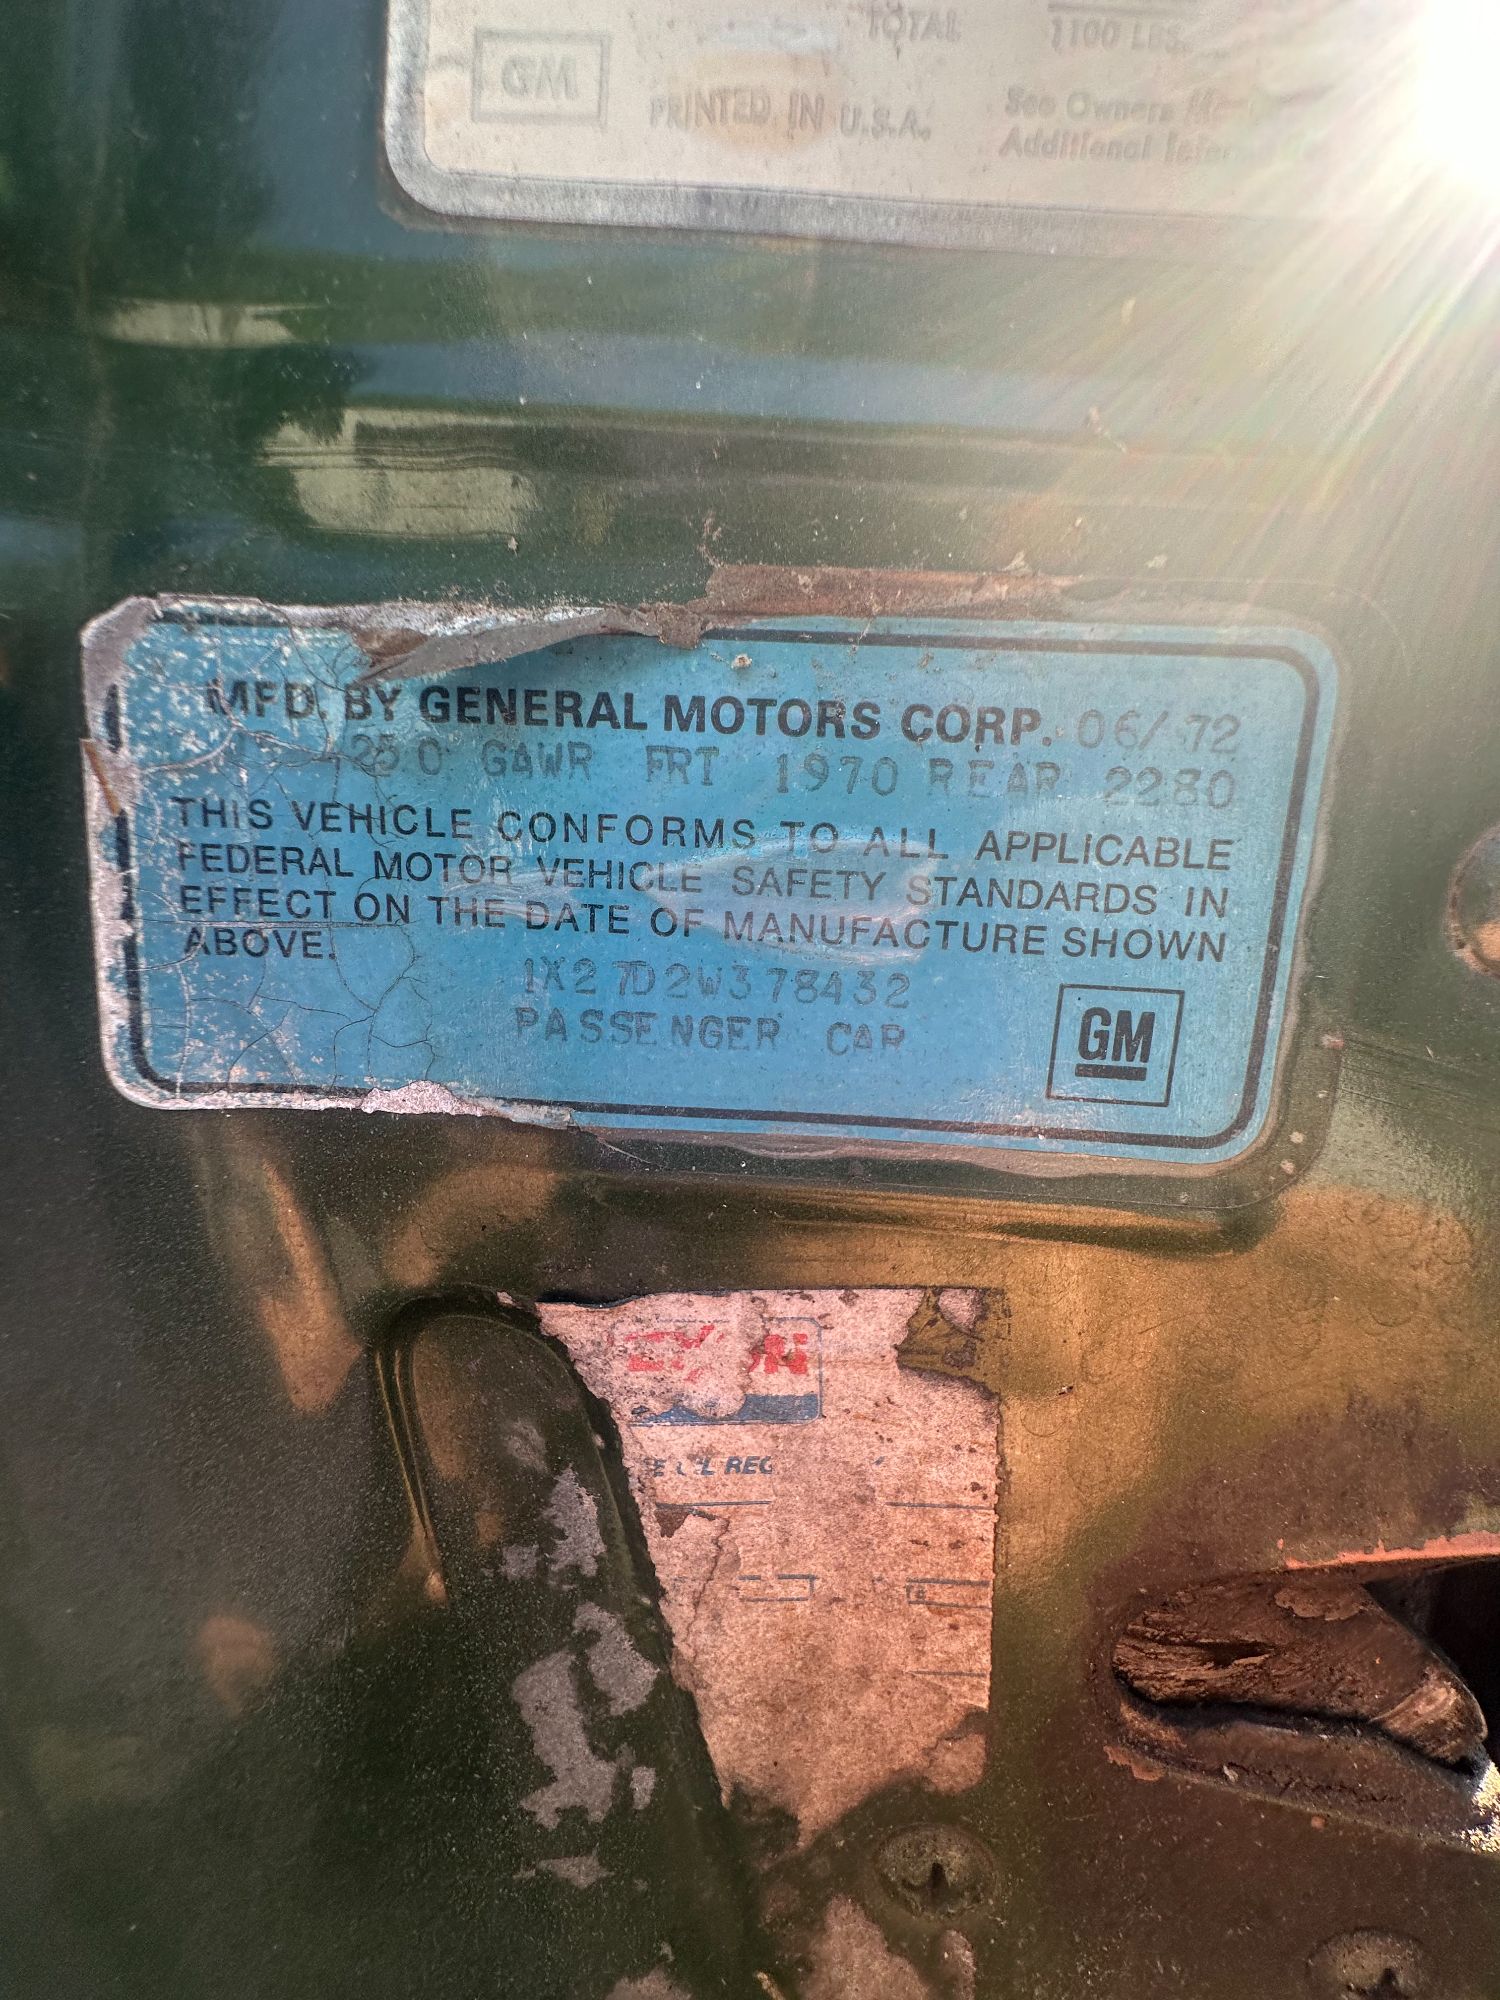 TOTAL
1100 LBS.
GM
PRINTED IN U.S.A.
See Owners
Additional
MFD. BY GENERAL MOTORS CORP. 06/72
250 GAWR FRT 1970 REAR 2280
THIS VEHICLE CONFORMS TO ALL APPLICABLE
FEDERAL MOTOR VEHICLE SAFETY STANDARDS IN
EFFECT ON THE DATE OF MANUFACTURE SHOWN
ABOVE.
1X27D2W378432
PASSENGER CAR
GM
REG